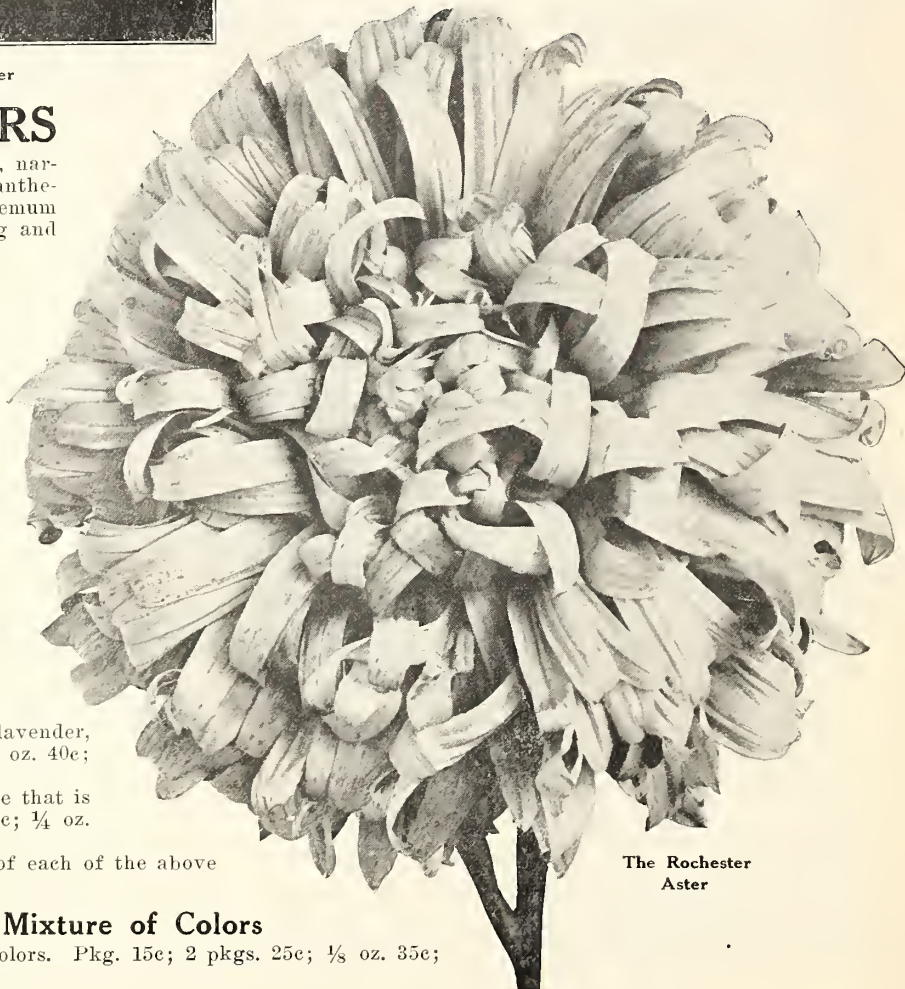 er
RS
, nar-
anthe-
emum
g and
lavender,
oz. 40c;
e that is
c; ¼ oz.
of each of the above
The Rochester
Aster
Mixture of Colors
olors. Pkg. 15c; 2 pkgs. 25c; ⅛ oz. 35c;